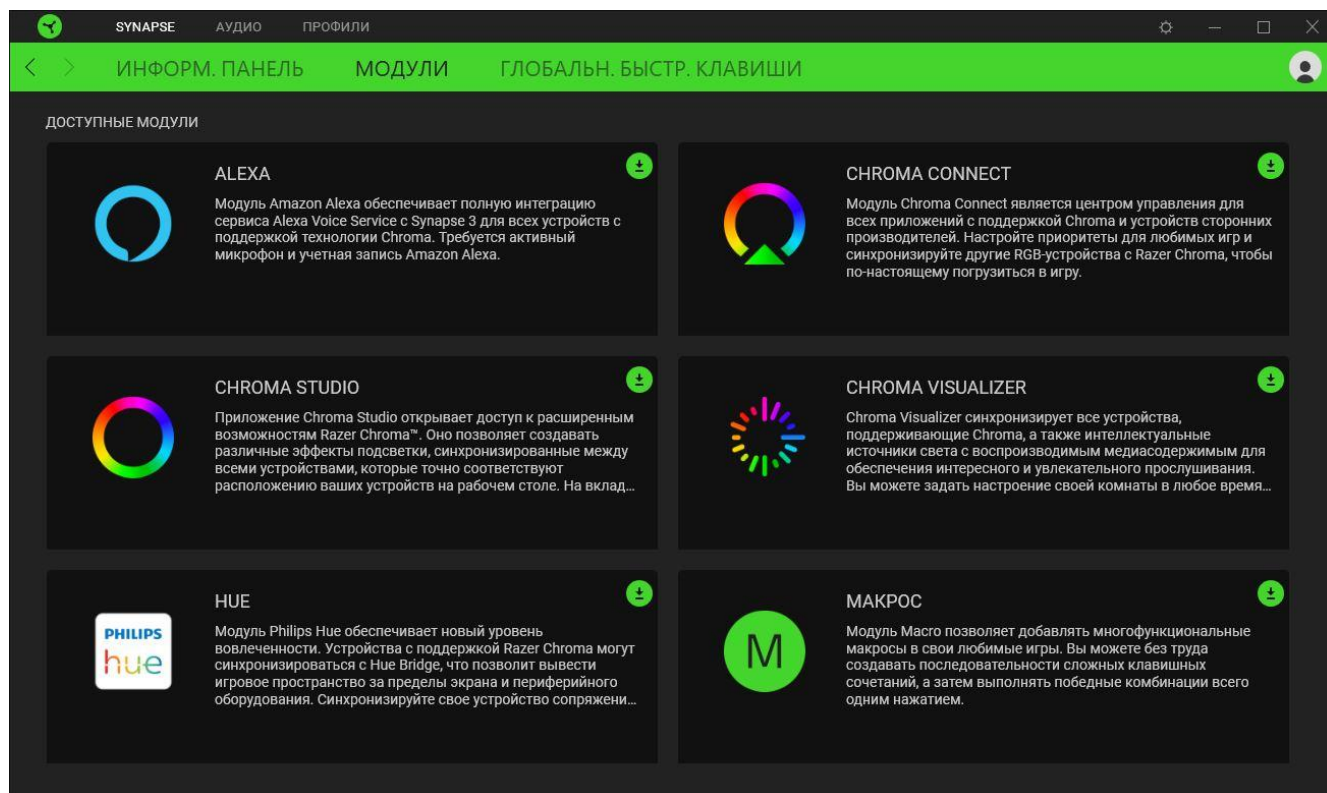 SYNAPSE АУДИО ПРОФИЛИ
ИНФОРМ. ПАНЕЛЬ МОДУЛИ ГЛОБАЛЬН. БЫСТР. КЛАВИШИ
ДОСТУПНЫЕ МОДУЛИ
ALEXA
Модуль Amazon Alexa обеспечивает полную интеграцию
сервиса Alexa Voice Service с Synapse 3 для всех устройств с
поддержкой технологии Chroma. Требуется активный
микрофон и учетная запись Amazon Alexa.
CHROMA CONNECT
Модуль Chroma Connect является центром управления для
всех приложений с поддержкой Chroma и устройств сторонних
производителей. Настройте приоритеты для любимых игр и
синхронизируйте другие RGB-устройства с Razer Chroma, чтобы
по-настоящему погрузиться в игру.
CHROMA STUDIO
Приложение Chroma Studio открывает доступ к расширенным
возможностям Razer Chroma™. Оно позволяет создавать
различные эффекты подсветки, синхронизированные между
всеми устройствами, которые точно соответствуют
расположению ваших устройств на рабочем столе. На вклад...
CHROMA VISUALIZER
Chroma Visualizer синхронизирует все устройства,
поддерживающие Chroma, а также интеллектуальные
источники света с воспроизводимым медиасодержимым для
обеспечения интересного и увлекательного прослушивания.
Вы можете задать настроение своей комнаты в любое время...
PHILIPS
hue
HUE
Модуль Philips Hue обеспечивает новый уровень
вовлеченности. Устройства с поддержкой Razer Chroma могут
синхронизироваться с Hue Bridge, что позволит вывести
игровое пространство за пределы экрана и периферийного
оборудования. Синхронизируйте свое устройство сопряжени...
M
МАКРОС
Модуль Macro позволяет добавлять многофункциональные
макросы в свои любимые игры. Вы можете без труда
создавать последовательности сложных клавишных
сочетаний, а затем выполнять победные комбинации всего
одним нажатием.